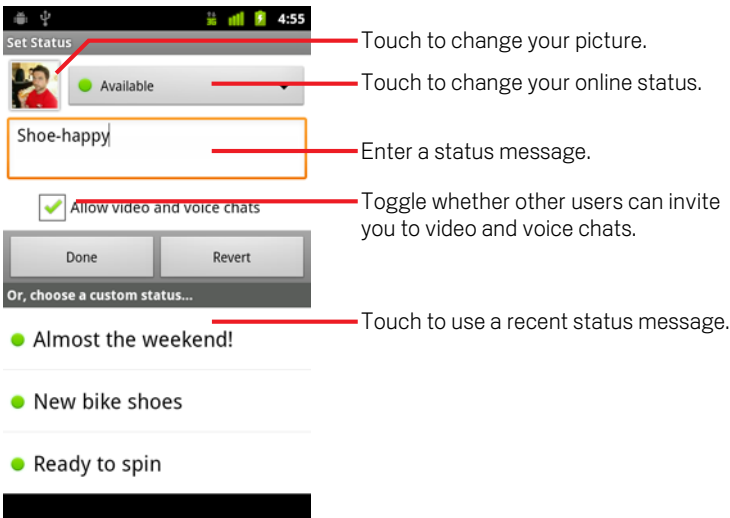 4:55
Set Status
Touch to change your picture.
Available
Touch to change your online status.
Shoe-happy
Enter a status message.
Allow video and voice chats
Toggle whether other users can invite
you to video and voice chats.
Done
Revert
Or, choose a custom status...
Touch to use a recent status message.
Almost the weekend!
New bike shoes
Ready to spin